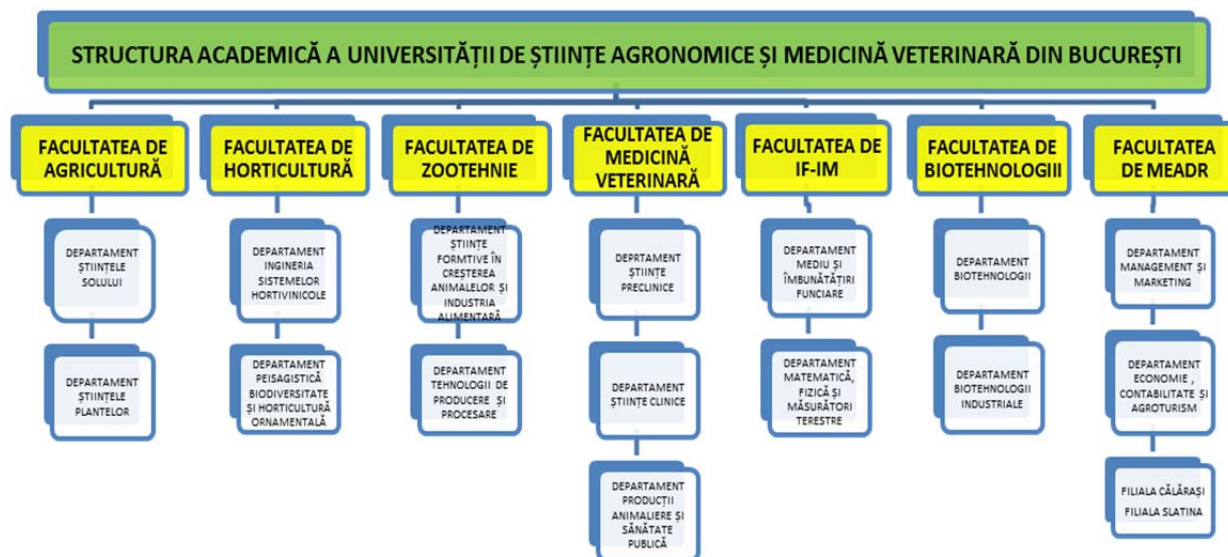 STRUCTURA ACADEMICĂ A UNIVERSITĂȚII DE ȘTIINȚE AGRONOMICE ȘI MEDICINĂ VETERINARĂ DIN BUCUREȘTI
FACULTATEA DE
AGRICULTURĂ
DEPARTAMENT
ȘTIINȚELE
SOLULUI
DEPARTAMENT
ȘTIINȚELE
PLANTELOR
FACULTATEA DE
HORTICULTURĂ
DEPARTAMENT
INGINERIA
SISTEMELOR
HORTIVINICOLE
DEPARTAMENT
PEISAGISTICĂ
BIODIVERSITATE
ȘI HORTICULTURĂ
ORNAMENTALĂ
FACULTATEA DE
ZOOTEHNIE
DEPARTAMENT
ȘTIINȚE
FORMTIVE ÎN
CREȘTEREA
ANIMALELOR ȘI
INDUSTRIA
ALIMENTARĂ
DEPARTAMENT
TEHNOLOGII DE
PRODUCERE ȘI
PROCESARE
FACULTATEA DE
MEDICINĂ
VETERINARĂ
DEPRTAMENT
ȘTIINȚE
PRECLINICE
DEPARTAMENT
ȘTIINȚE CLINICE
DEPARTAMENT
PRODUCȚII
ANIMALIERE ȘI
SĂNĂTATE
PUBLICĂ
FACULTATEA DE
IF-IM
DEPARTAMENT
MEDIU ȘI
ÎMBUNĂTĂȚIRI
FUNCIARE
DEPARTAMENT
MATEMATICĂ,
FIZICĂ ȘI
MĂSURĂTORI
TERESTRE
FACULTATEA DE
BIOTEHNOLOGIII
DEPARTAMENT
BIOTEHNOLOGII
DEPARTAMENT
BIOTEHNOLOGII
INDUSTRIALE
FACULTATEA
DE MEADR
DEPARTAMENT
MANAGEMENT ȘI
MARKETING
DEPARTAMENT
ECONOMIE ,
CONTABILITATE ȘI
AGROTURISM
FILIALA CĂLĂRAȘI
FILIALA SLATINA